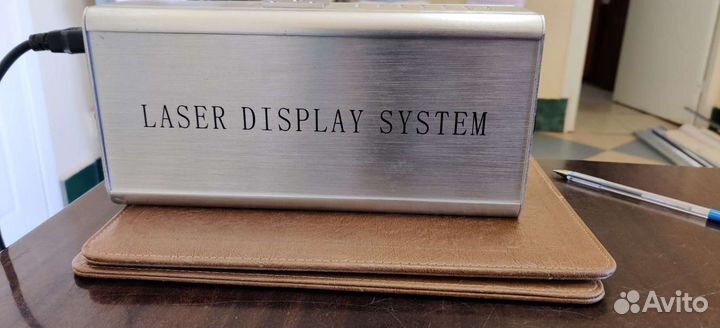 LASER DISPLAY SYSTEM
Avito